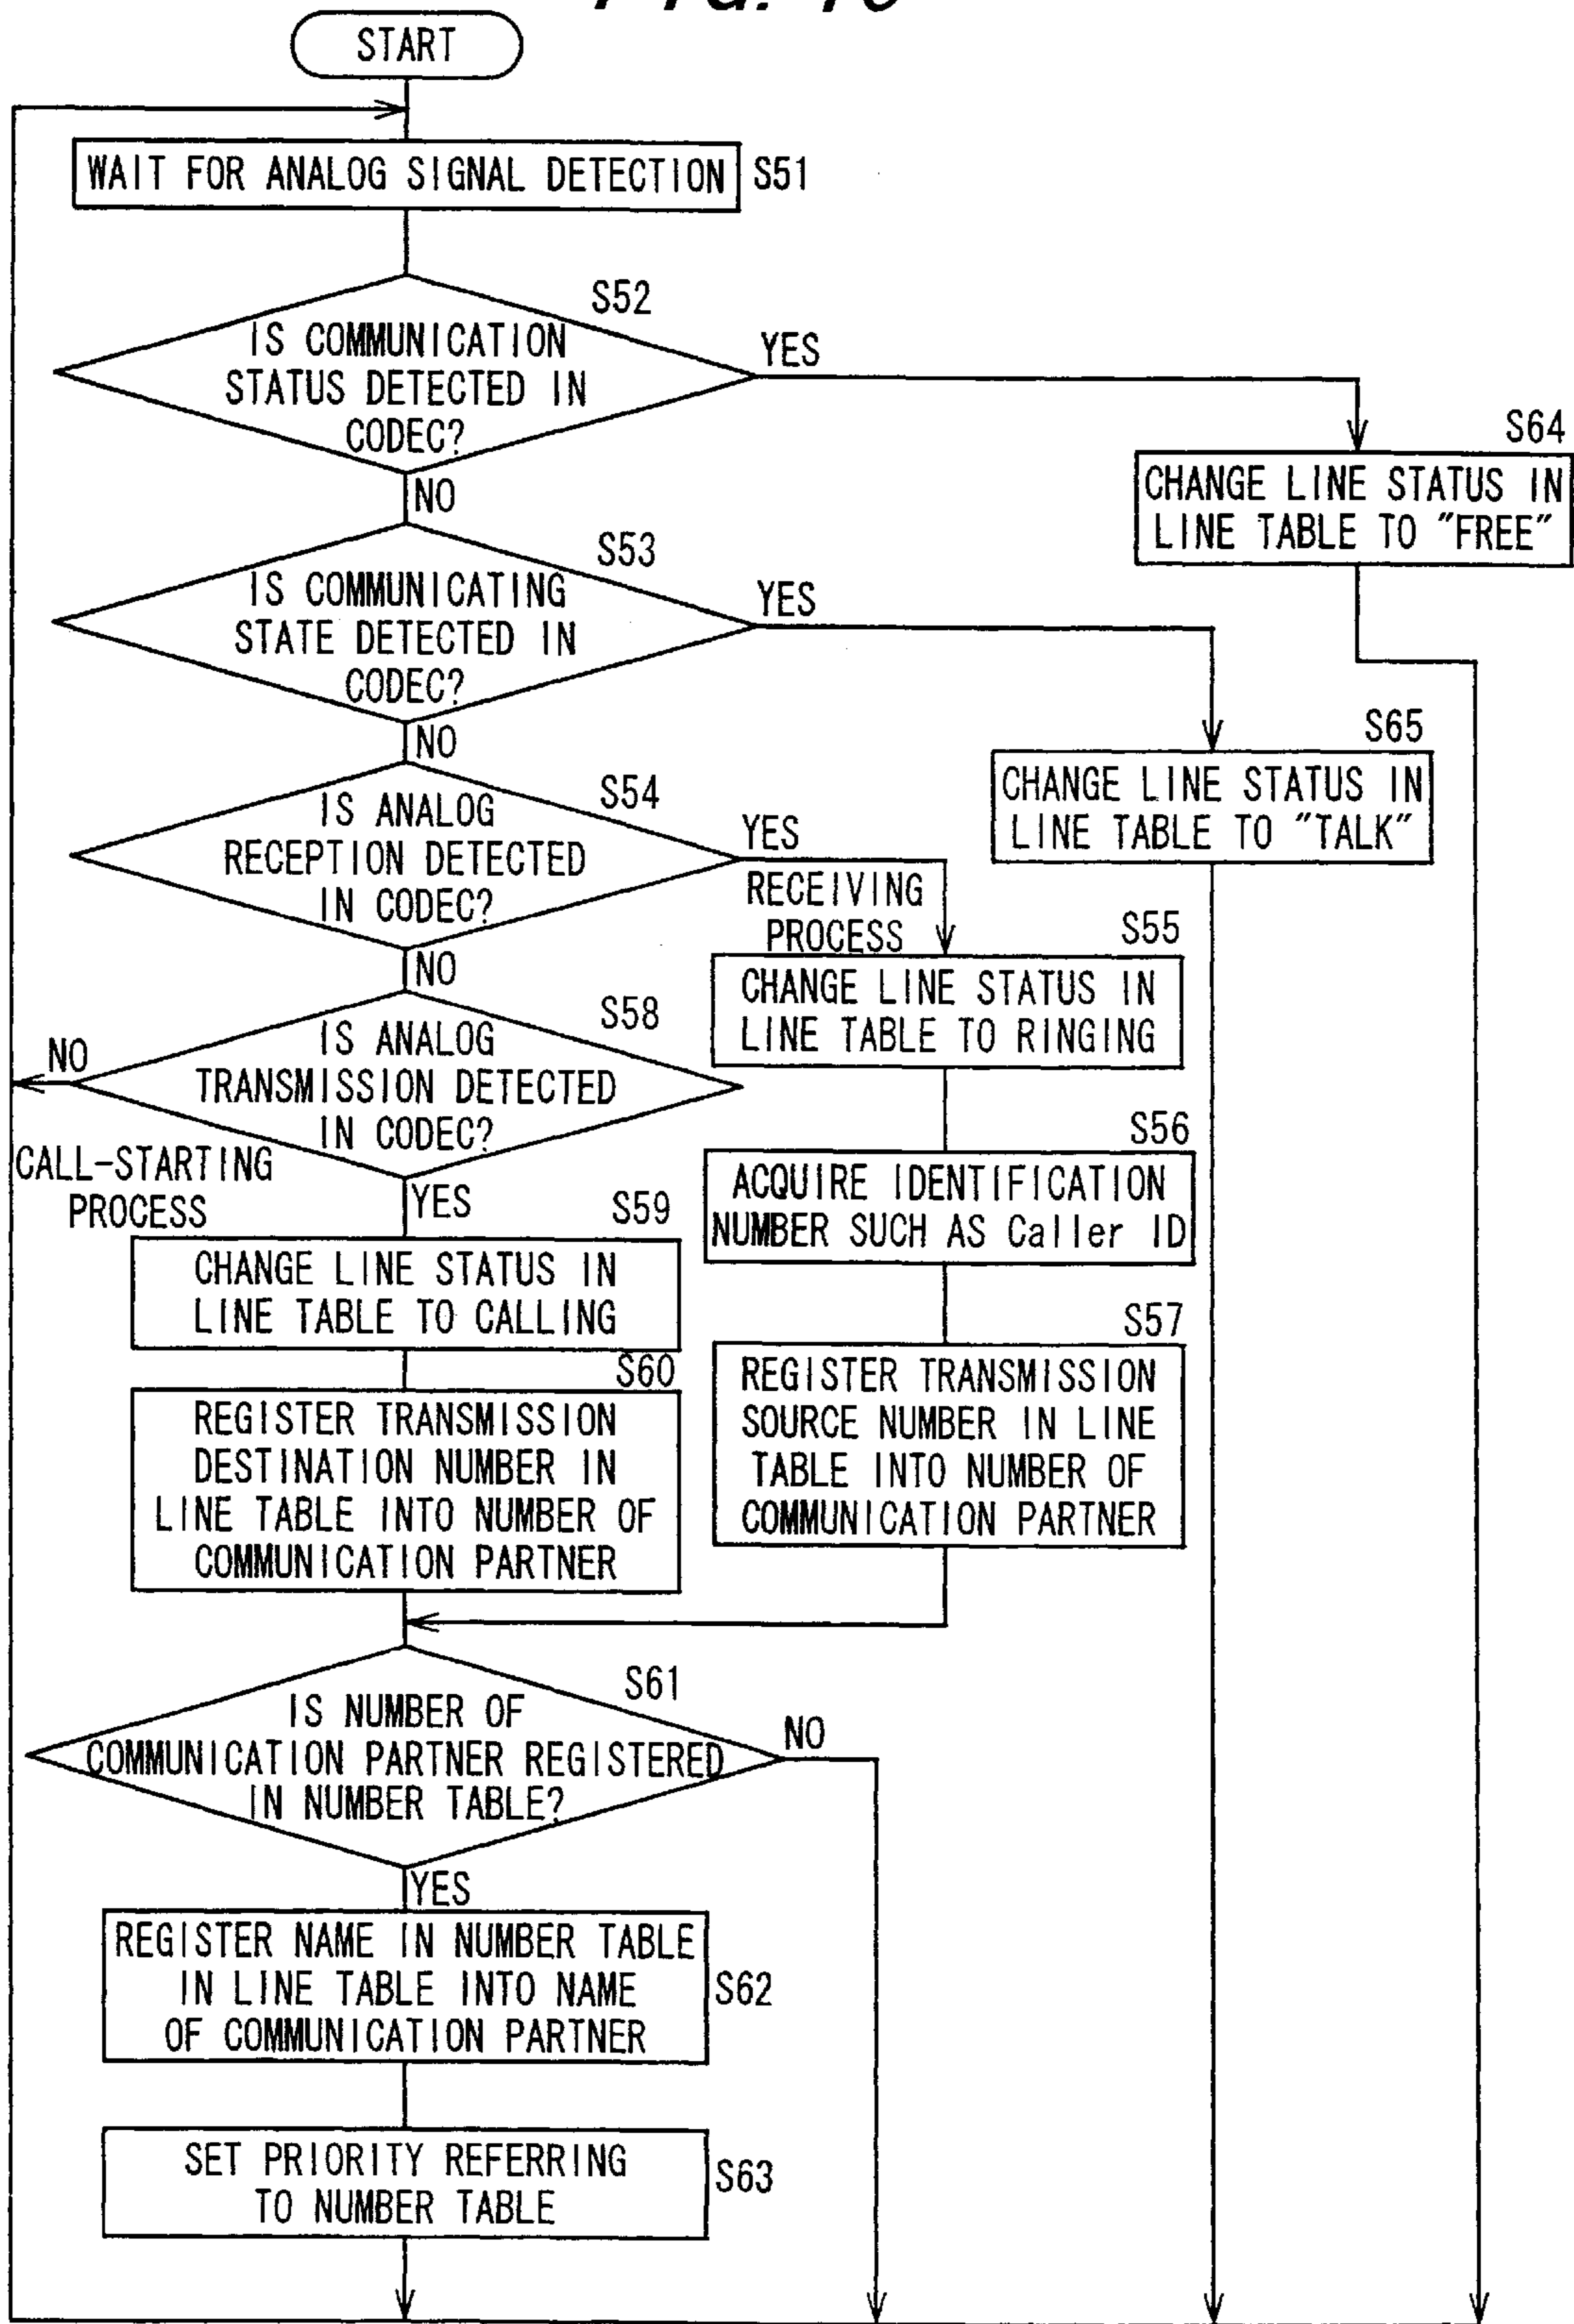 START
WAIT FOR ANALOG SIGNAL DETECTION
S51
S52
IS COMMUNICATION
STATUS DETECTED IN
CODEC?
YES
NO
S64
CHANGE LINE STATUS IN
LINE TABLE TO "FREE"
S53
IS COMMUNICATING
STATE DETECTED IN
CODEC?
YES
NO
S65
CHANGE LINE STATUS IN
LINE TABLE TO "TALK"
S54
IS ANALOG
RECEPTION DETECTED
IN CODEC?
YES
NO
RECEIVING
PROCESS
S55
CHANGE LINE STATUS IN
LINE TABLE TO RINGING
S58
IS ANALOG
TRANSMISSION DETECTED
IN CODEC?
NO
YES
CALL-STARTING
PROCESS
S56
ACQUIRE IDENTIFICATION
NUMBER SUCH AS Caller ID
S59
CHANGE LINE STATUS IN
LINE TABLE TO CALLING
S57
REGISTER TRANSMISSION
SOURCE NUMBER IN LINE
TABLE INTO NUMBER OF
COMMUNICATION PARTNER
S60
REGISTER TRANSMISSION
DESTINATION NUMBER IN
LINE TABLE INTO NUMBER OF
COMMUNICATION PARTNER
S61
IS NUMBER OF
COMMUNICATION PARTNER REGISTERED
IN NUMBER TABLE?
NO
YES
REGISTER NAME IN NUMBER TABLE
IN LINE TABLE INTO NAME
OF COMMUNICATION PARTNER
S62
SET PRIORITY REFERRING
TO NUMBER TABLE
S63